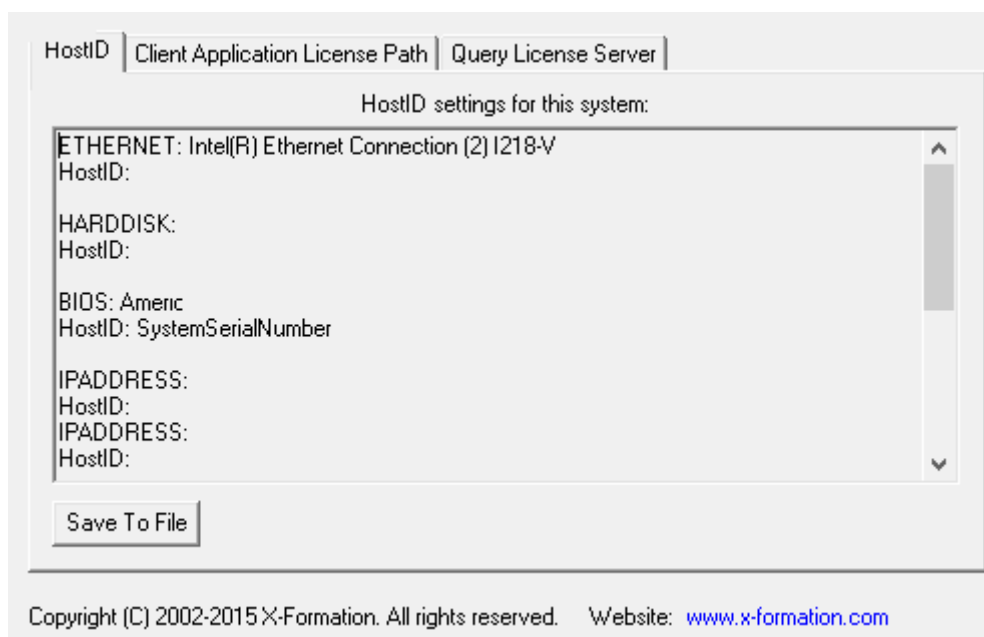 HostID Client Application License Path Query License Server
HostID settings for this system:
ETHERNET: Intel(R) Ethernet Connection (2) I218-V
HostID:
HARDDISK:
HostID:
BIOS: Americ
HostID: SystemSerialNumber
IPADDRESS:
HostID:
IPADDRESS:
HostID:
Save To File
Copyright (C) 2002-2015 X-Formation. All rights reserved. Website: www.x-formation.com